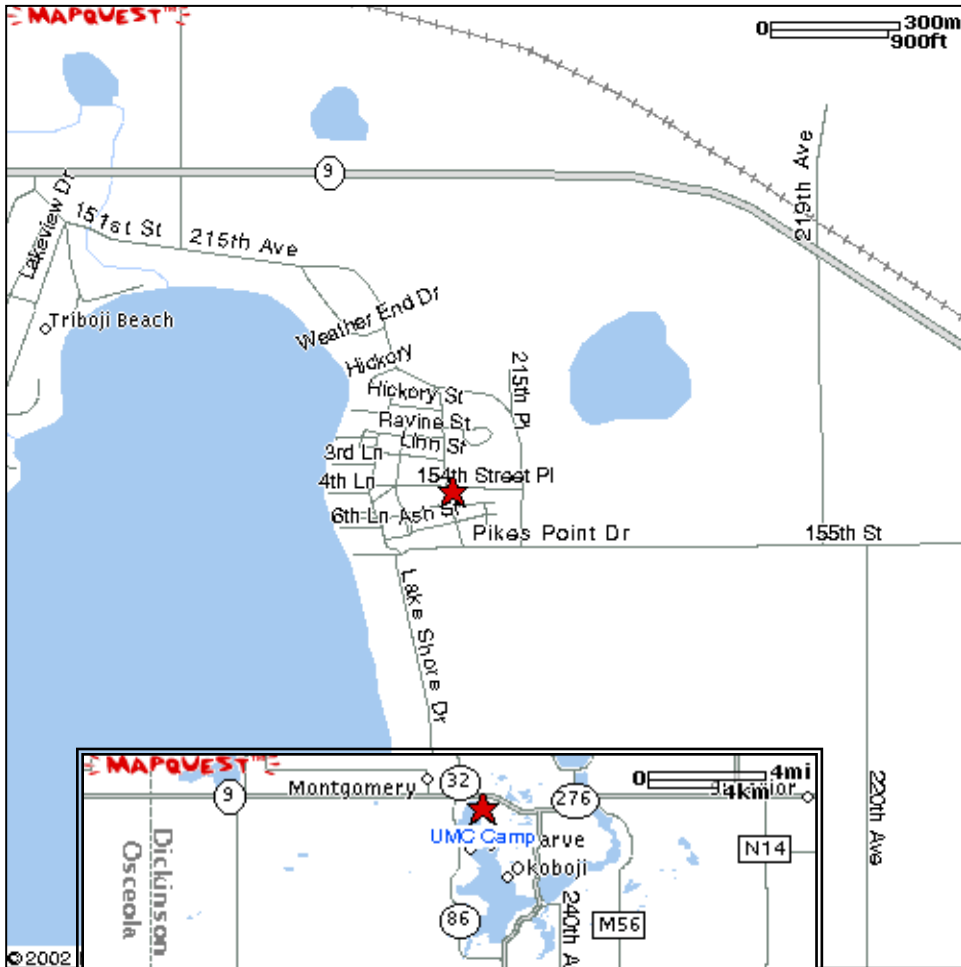 MAPQUEST™
0 300m
900ft
9
219th Ave
Lakeview Dr
151st St
215th Ave
Triboji Beach
Weather End Dr
Hickory
215th Pl
Hickory St
Ravine St
Linn St
3rd Ln
154th Street Pl
4th Ln
6th Ln
Ash St
Pikes Point Dr
155th St
Lake Shore Dr
220th Ave
MAPQUEST™
0 4mi
4km
9
Montgomery
32
276
UMC Camp
arve
Okoboji
N14
Dickinson
Osceola
86
240th A
M56
©2002